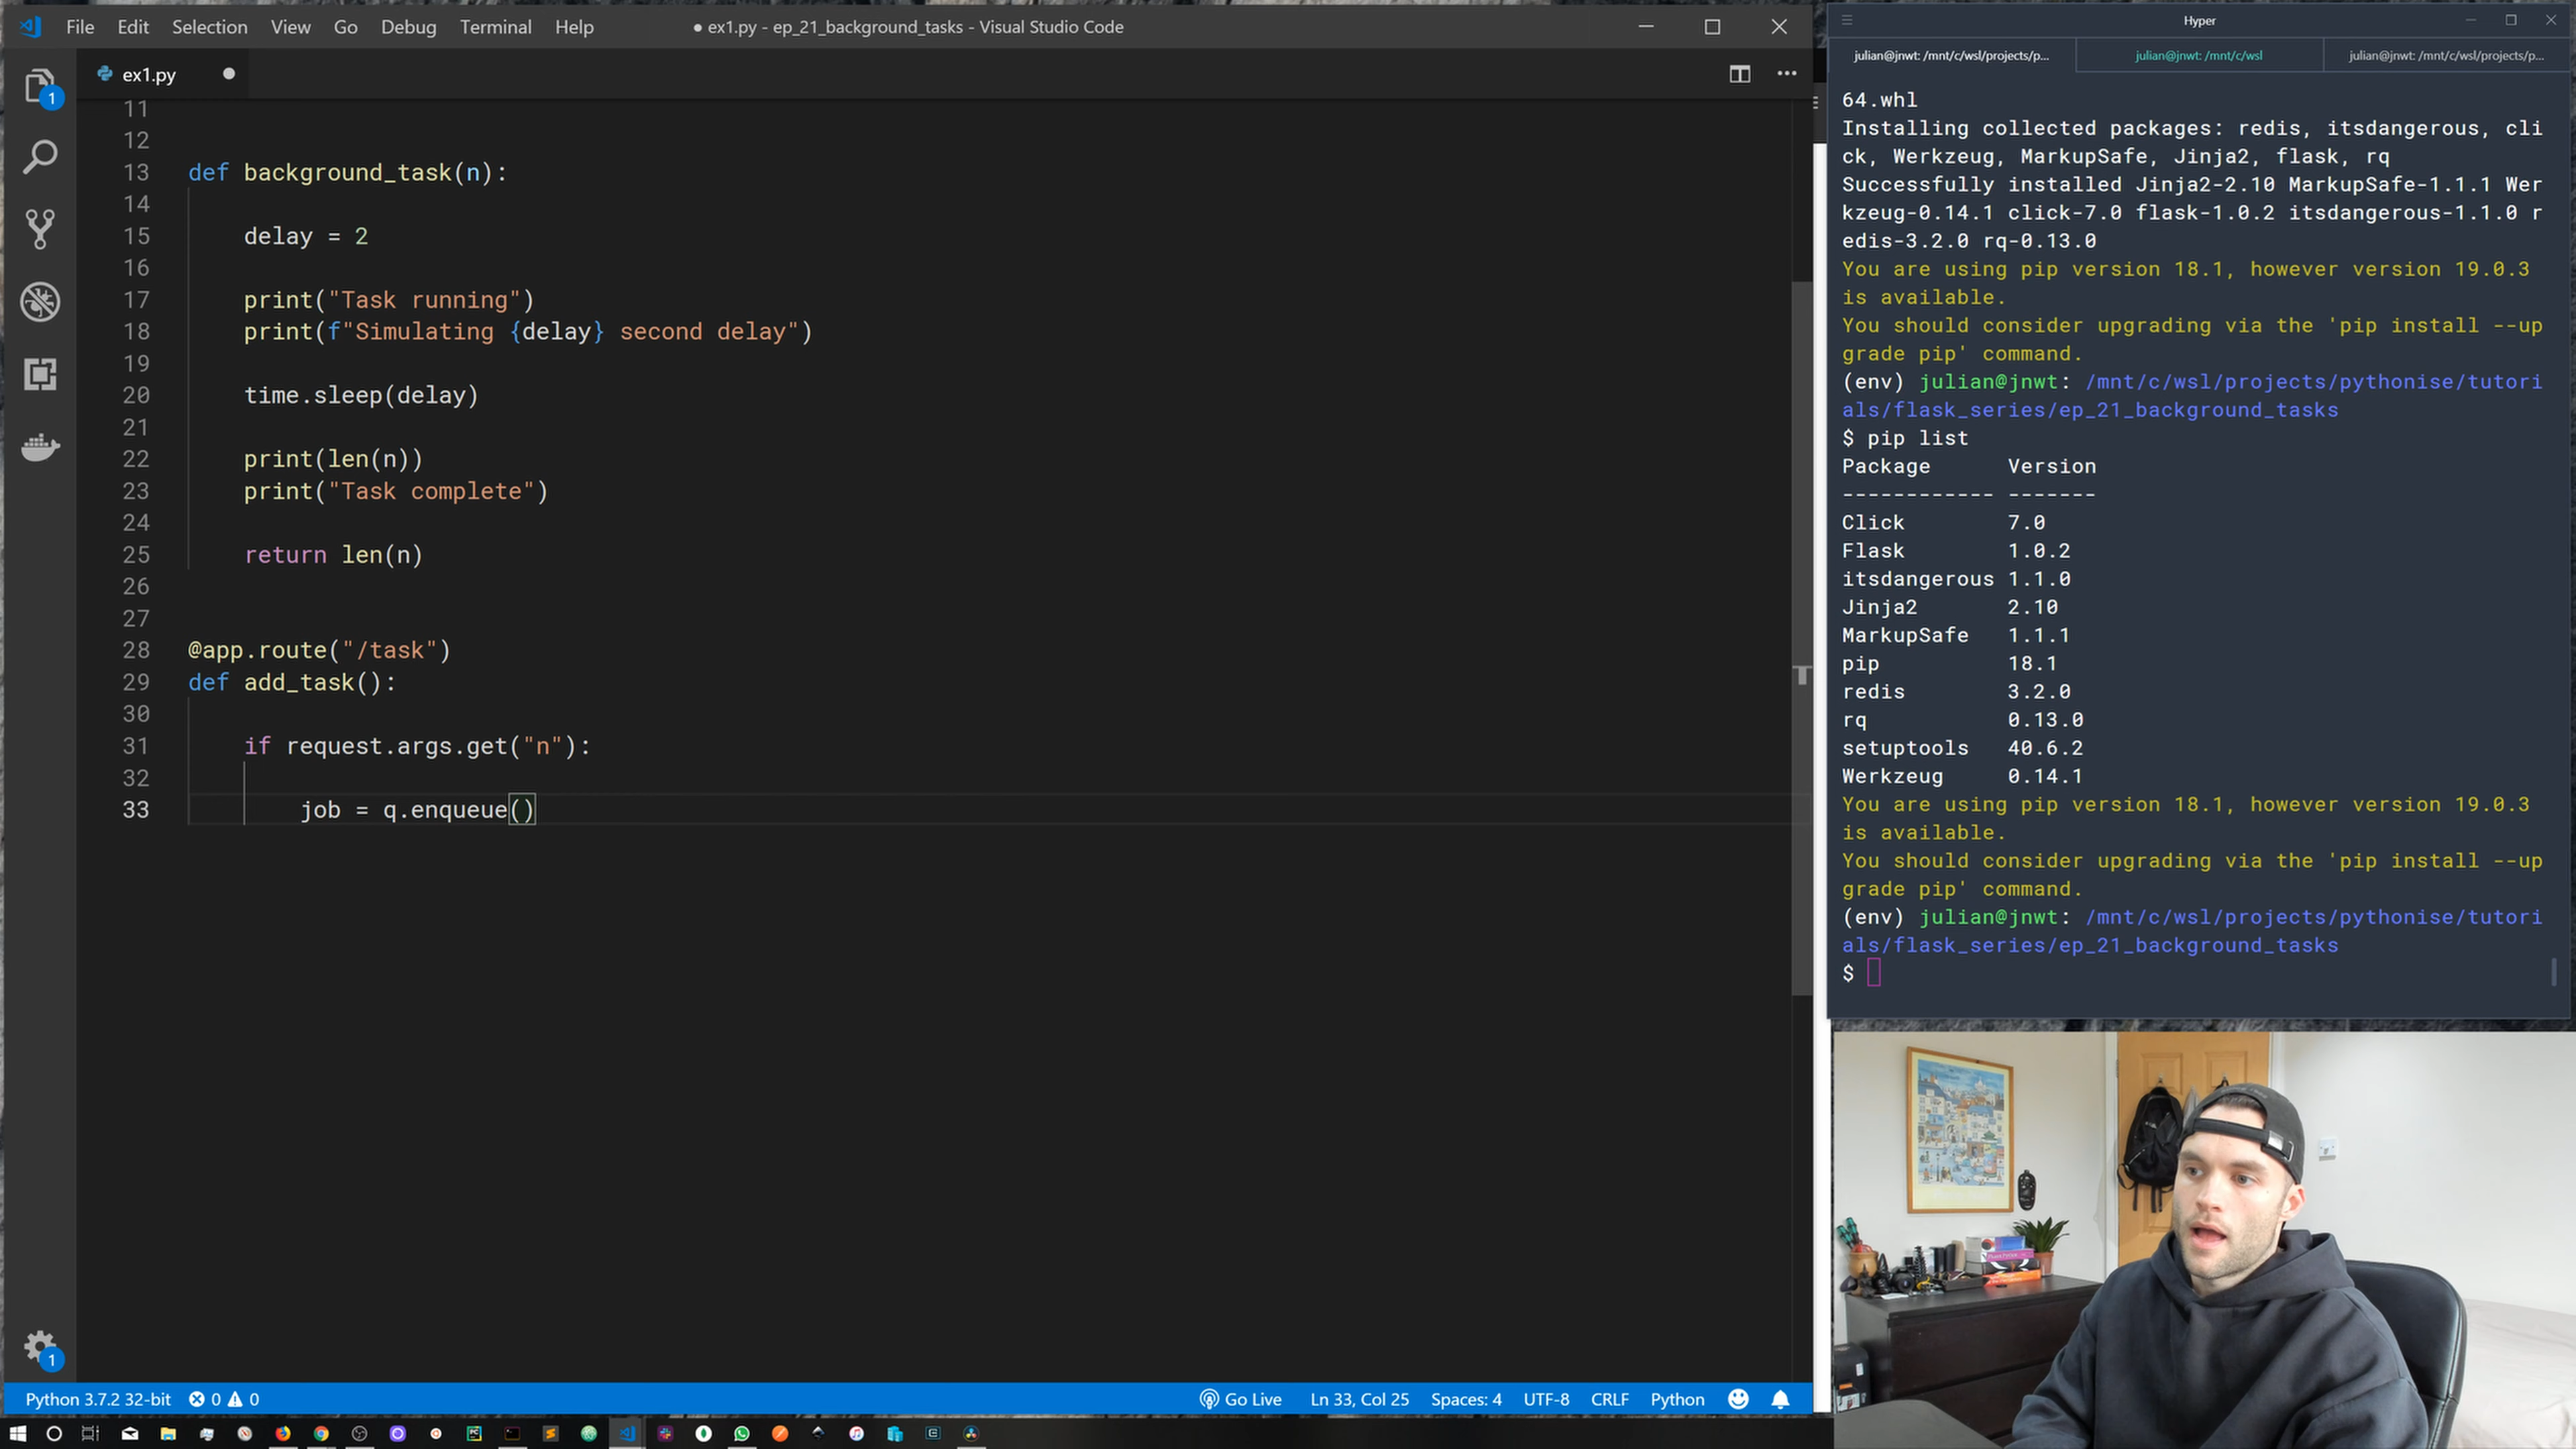 File Edit Selection View Go Debug Terminal Help
● ex1.py - ep_21_background_tasks - Visual Studio Code
1
ex1.py
11
12
13 def background_task(n):
14
15 delay = 2
16
17 print("Task running")
18 print(f"Simulating {delay} second delay")
19
20 time.sleep(delay)
21
22 print(len(n))
23 print("Task complete")
24
25 return len(n)
26
27
28 @app.route("/task")
29 def add_task():
30
31 if request.args.get("n"):
32
33 job = q.enqueue()
1
Python 3.7.2 32-bit 0 0 Go Live Ln 33, Col 25 Spaces: 4 UTF-8 CRLF Python
Hyper
julian@jnwt: /mnt/c/wsl/projects/p... julian@jnwt: /mnt/c/wsl julian@jnwt: /mnt/c/wsl/projects/p...
64.whl
Installing collected packages: redis, itsdangerous, cli
ck, Werkzeug, MarkupSafe, Jinja2, flask, rq
Successfully installed Jinja2-2.10 MarkupSafe-1.1.1 Wer
kzeug-0.14.1 click-7.0 flask-1.0.2 itsdangerous-1.1.0 r
edis-3.2.0 rq-0.13.0
You are using pip version 18.1, however version 19.0.3
is available.
You should consider upgrading via the 'pip install --up
grade pip' command.
(env) julian@jnwt: /mnt/c/wsl/projects/pythonise/tutori
als/flask_series/ep_21_background_tasks
$ pip list
Package Version
------------ -------
Click 7.0
Flask 1.0.2
itsdangerous 1.1.0
Jinja2 2.10
MarkupSafe 1.1.1
pip 18.1
redis 3.2.0
rq 0.13.0
setuptools 40.6.2
Werkzeug 0.14.1
You are using pip version 18.1, however version 19.0.3
is available.
You should consider upgrading via the 'pip install --up
grade pip' command.
(env) julian@jnwt: /mnt/c/wsl/projects/pythonise/tutori
als/flask_series/ep_21_background_tasks
$